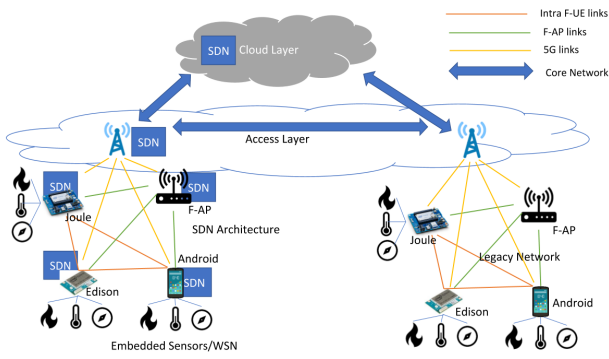 Intra F-UE links
F-AP links
5G links
Core Network
SDN Cloud Layer
SDN
Access Layer
SDN
SDN
Joule
F-AP
SDN Architecture
Joule
F-AP
Legacy Network
SDN
Android
SDN
Edison
Android
Edison
Embedded Sensors/WSN